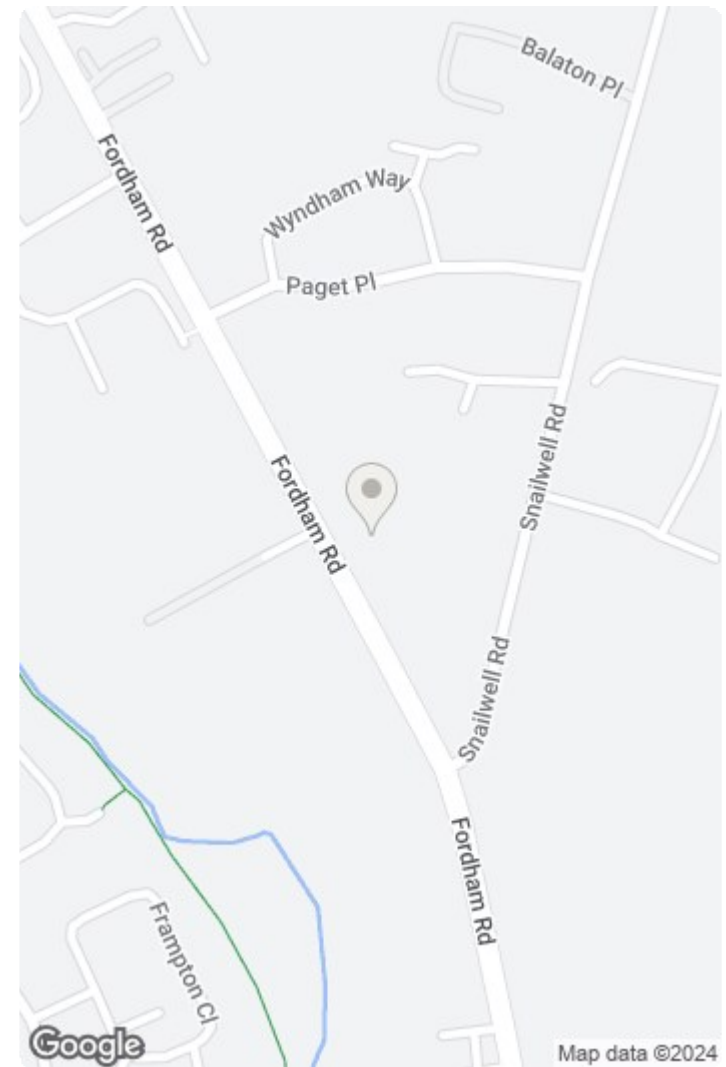 Balaton Pl
Fordham Rd
Wyndham Way
Paget Pl
Snailwell Rd
Fordham Rd
Snailwell Rd
Fordham Rd
Frampton Cl
Google
Map data ©2024